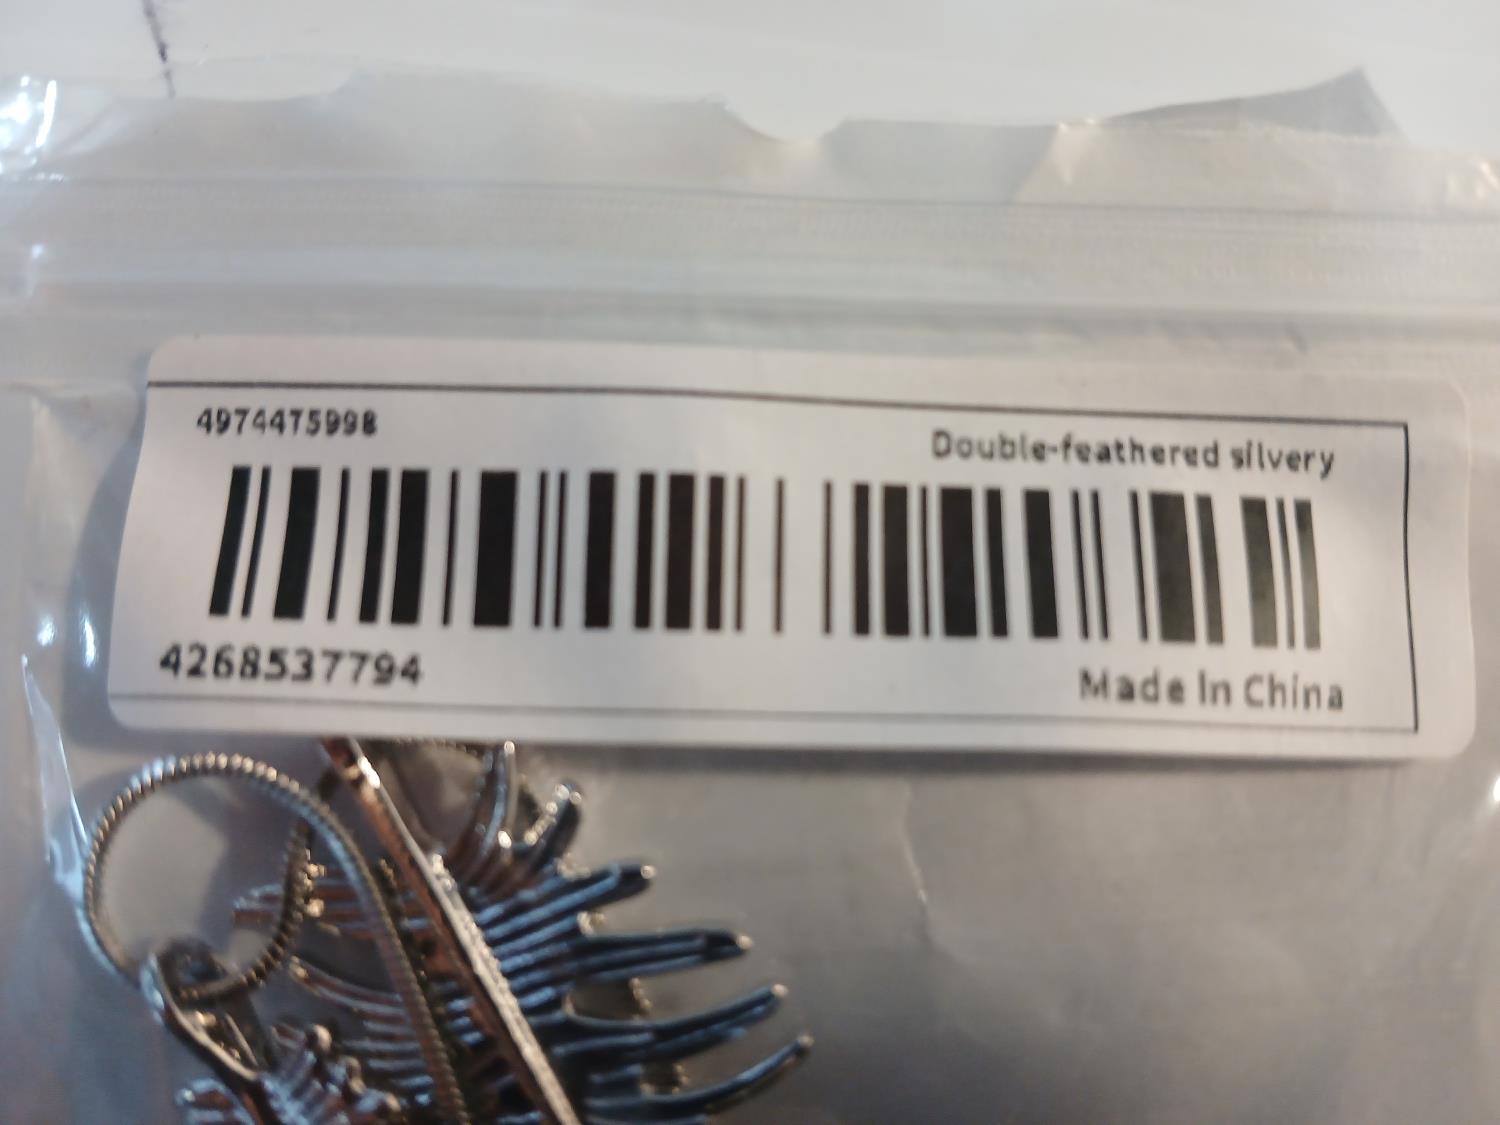 4974475998
Double-feathered silvery
4268537794
Made In China